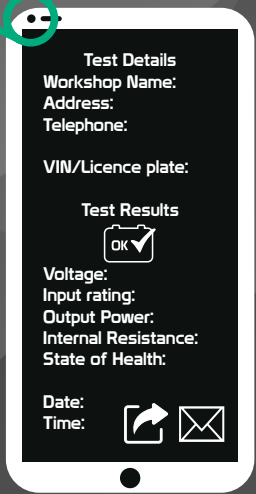 Test Details
Workshop Name:
Address:
Telephone:
VIN/Licence plate:
Test Results
OK
Voltage:
Input rating:
Output Power:
Internal Resistance:
State of Health:
Date:
Time: